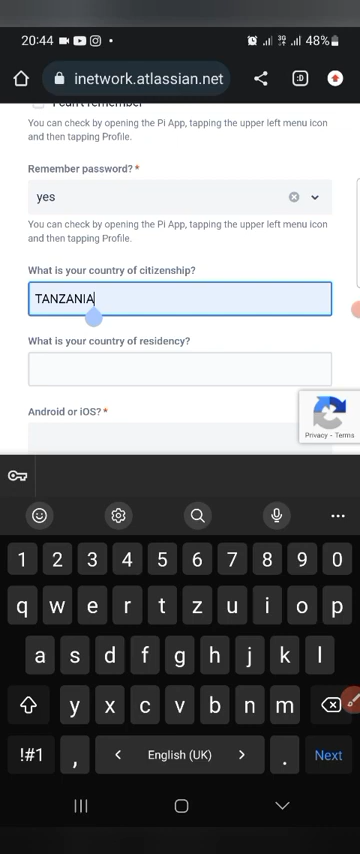 20:44
3G
48%
inetwork.atlassian.net
:D
I can't remember
You can check by opening the Pi App, tapping the upper left menu icon
and then tapping Profile.
Remember password?*
yes
You can check by opening the Pi App, tapping the upper left menu icon
and then tapping Profile.
What is your country of citizenship?
TANZANIA
What is your country of residency?
Android or iOS?*
Privacy - Terms
1 2 3 4 5 6 7 8 9 0
q w e r t z u i o p
a s d f g h j k l
y x c v b n m
!#1 , < English (UK) > . Next